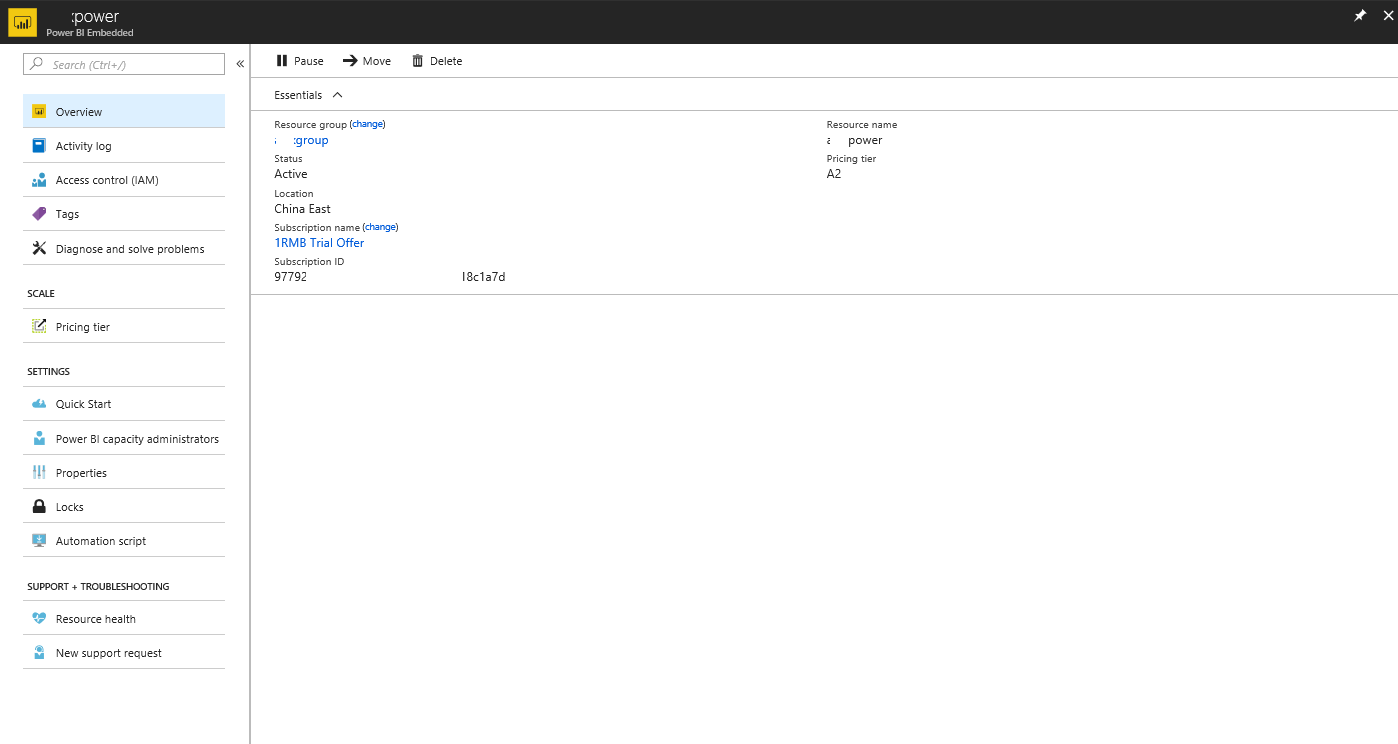 power
Power BI Embedded
Search (Ctrl+/)
Overview
Activity log
Access control (IAM)
Tags
Diagnose and solve problems
SCALE
Pricing tier
SETTINGS
Quick Start
Power BI capacity administrators
Properties
Locks
Automation script
SUPPORT + TROUBLESHOOTING
Resource health
New support request
Pause Move Delete
Essentials
Resource group (change)
group
Status
Active
Location
China East
Subscription name (change)
1RMB Trial Offer
Subscription ID
97792 18c1a7d
Resource name
power
Pricing tier
A2